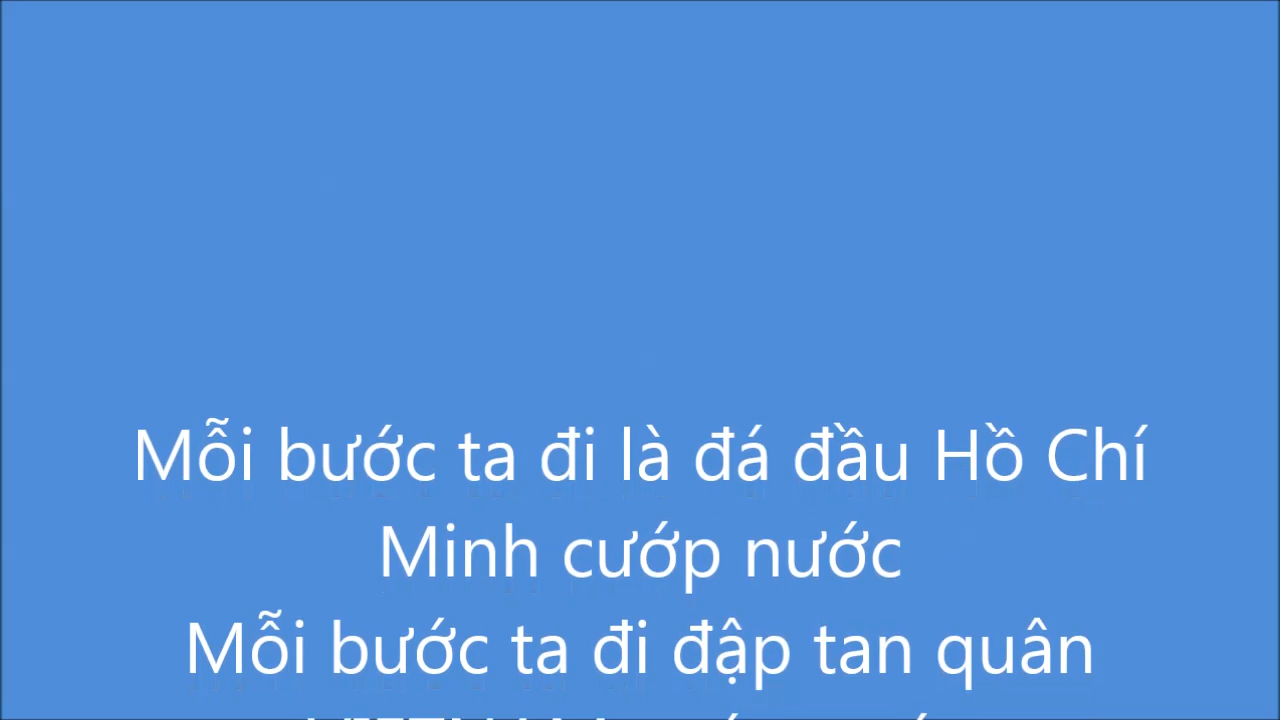 Mỗi bước ta đi là đá đầu Hồ Chí
Minh cướp nước
Mỗi bước ta đi đập tan quân